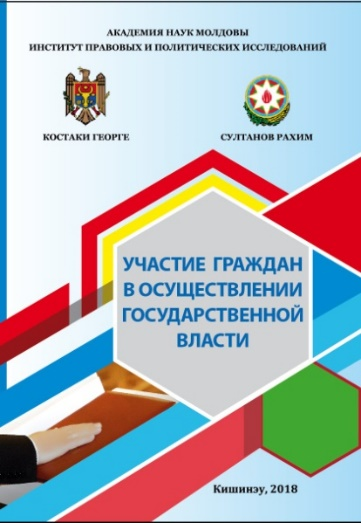 АКАДЕМИЯ НАУК МОЛДОВЫ
ИНСТИТУТ ПРАВОВЫХ И ПОЛИТИЧЕСКИХ ИССЛЕДОВАНИЙ
КОСТАКИ ГЕОРГЕ
СУЛТАНОВ РАХИМ
УЧАСТИЕ ГРАЖДАН
В ОСУЩЕСТВЛЕНИИ
ГОСУДАРСТВЕННОЙ
ВЛАСТИ
Кишинэу, 2018